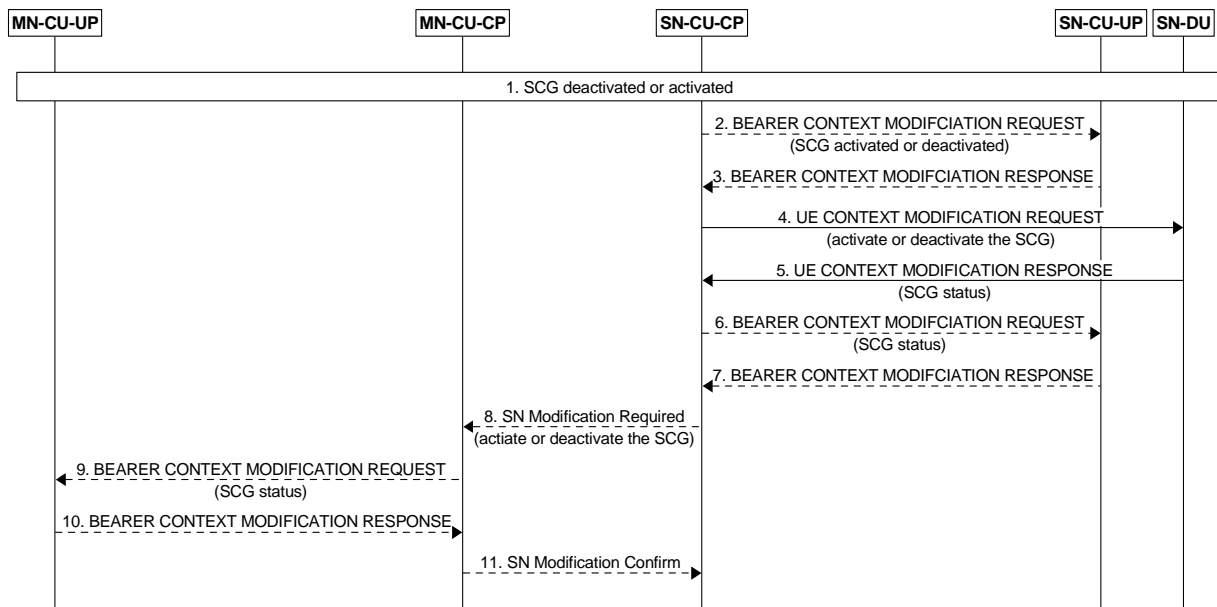 MN-CU-UP MN-CU-CP SN-CU-CP SN-CU-UP SN-DU
1. SCG deactivated or activated
2. BEARER CONTEXT MODIFCIATION REQUEST
(SCG activated or deactivated)
3. BEARER CONTEXT MODIFCIATION RESPONSE
4. UE CONTEXT MODIFICATION REQUEST
(activate or deactivate the SCG)
5. UE CONTEXT MODIFICATION RESPONSE
(SCG status)
6. BEARER CONTEXT MODIFCIATION REQUEST
(SCG status)
7. BEARER CONTEXT MODIFCIATION RESPONSE
8. SN Modification Required
(actiate or deactivate the SCG)
9. BEARER CONTEXT MODIFICATION REQUEST
(SCG status)
10. BEARER CONTEXT MODIFICATION RESPONSE
11. SN Modification Confirm